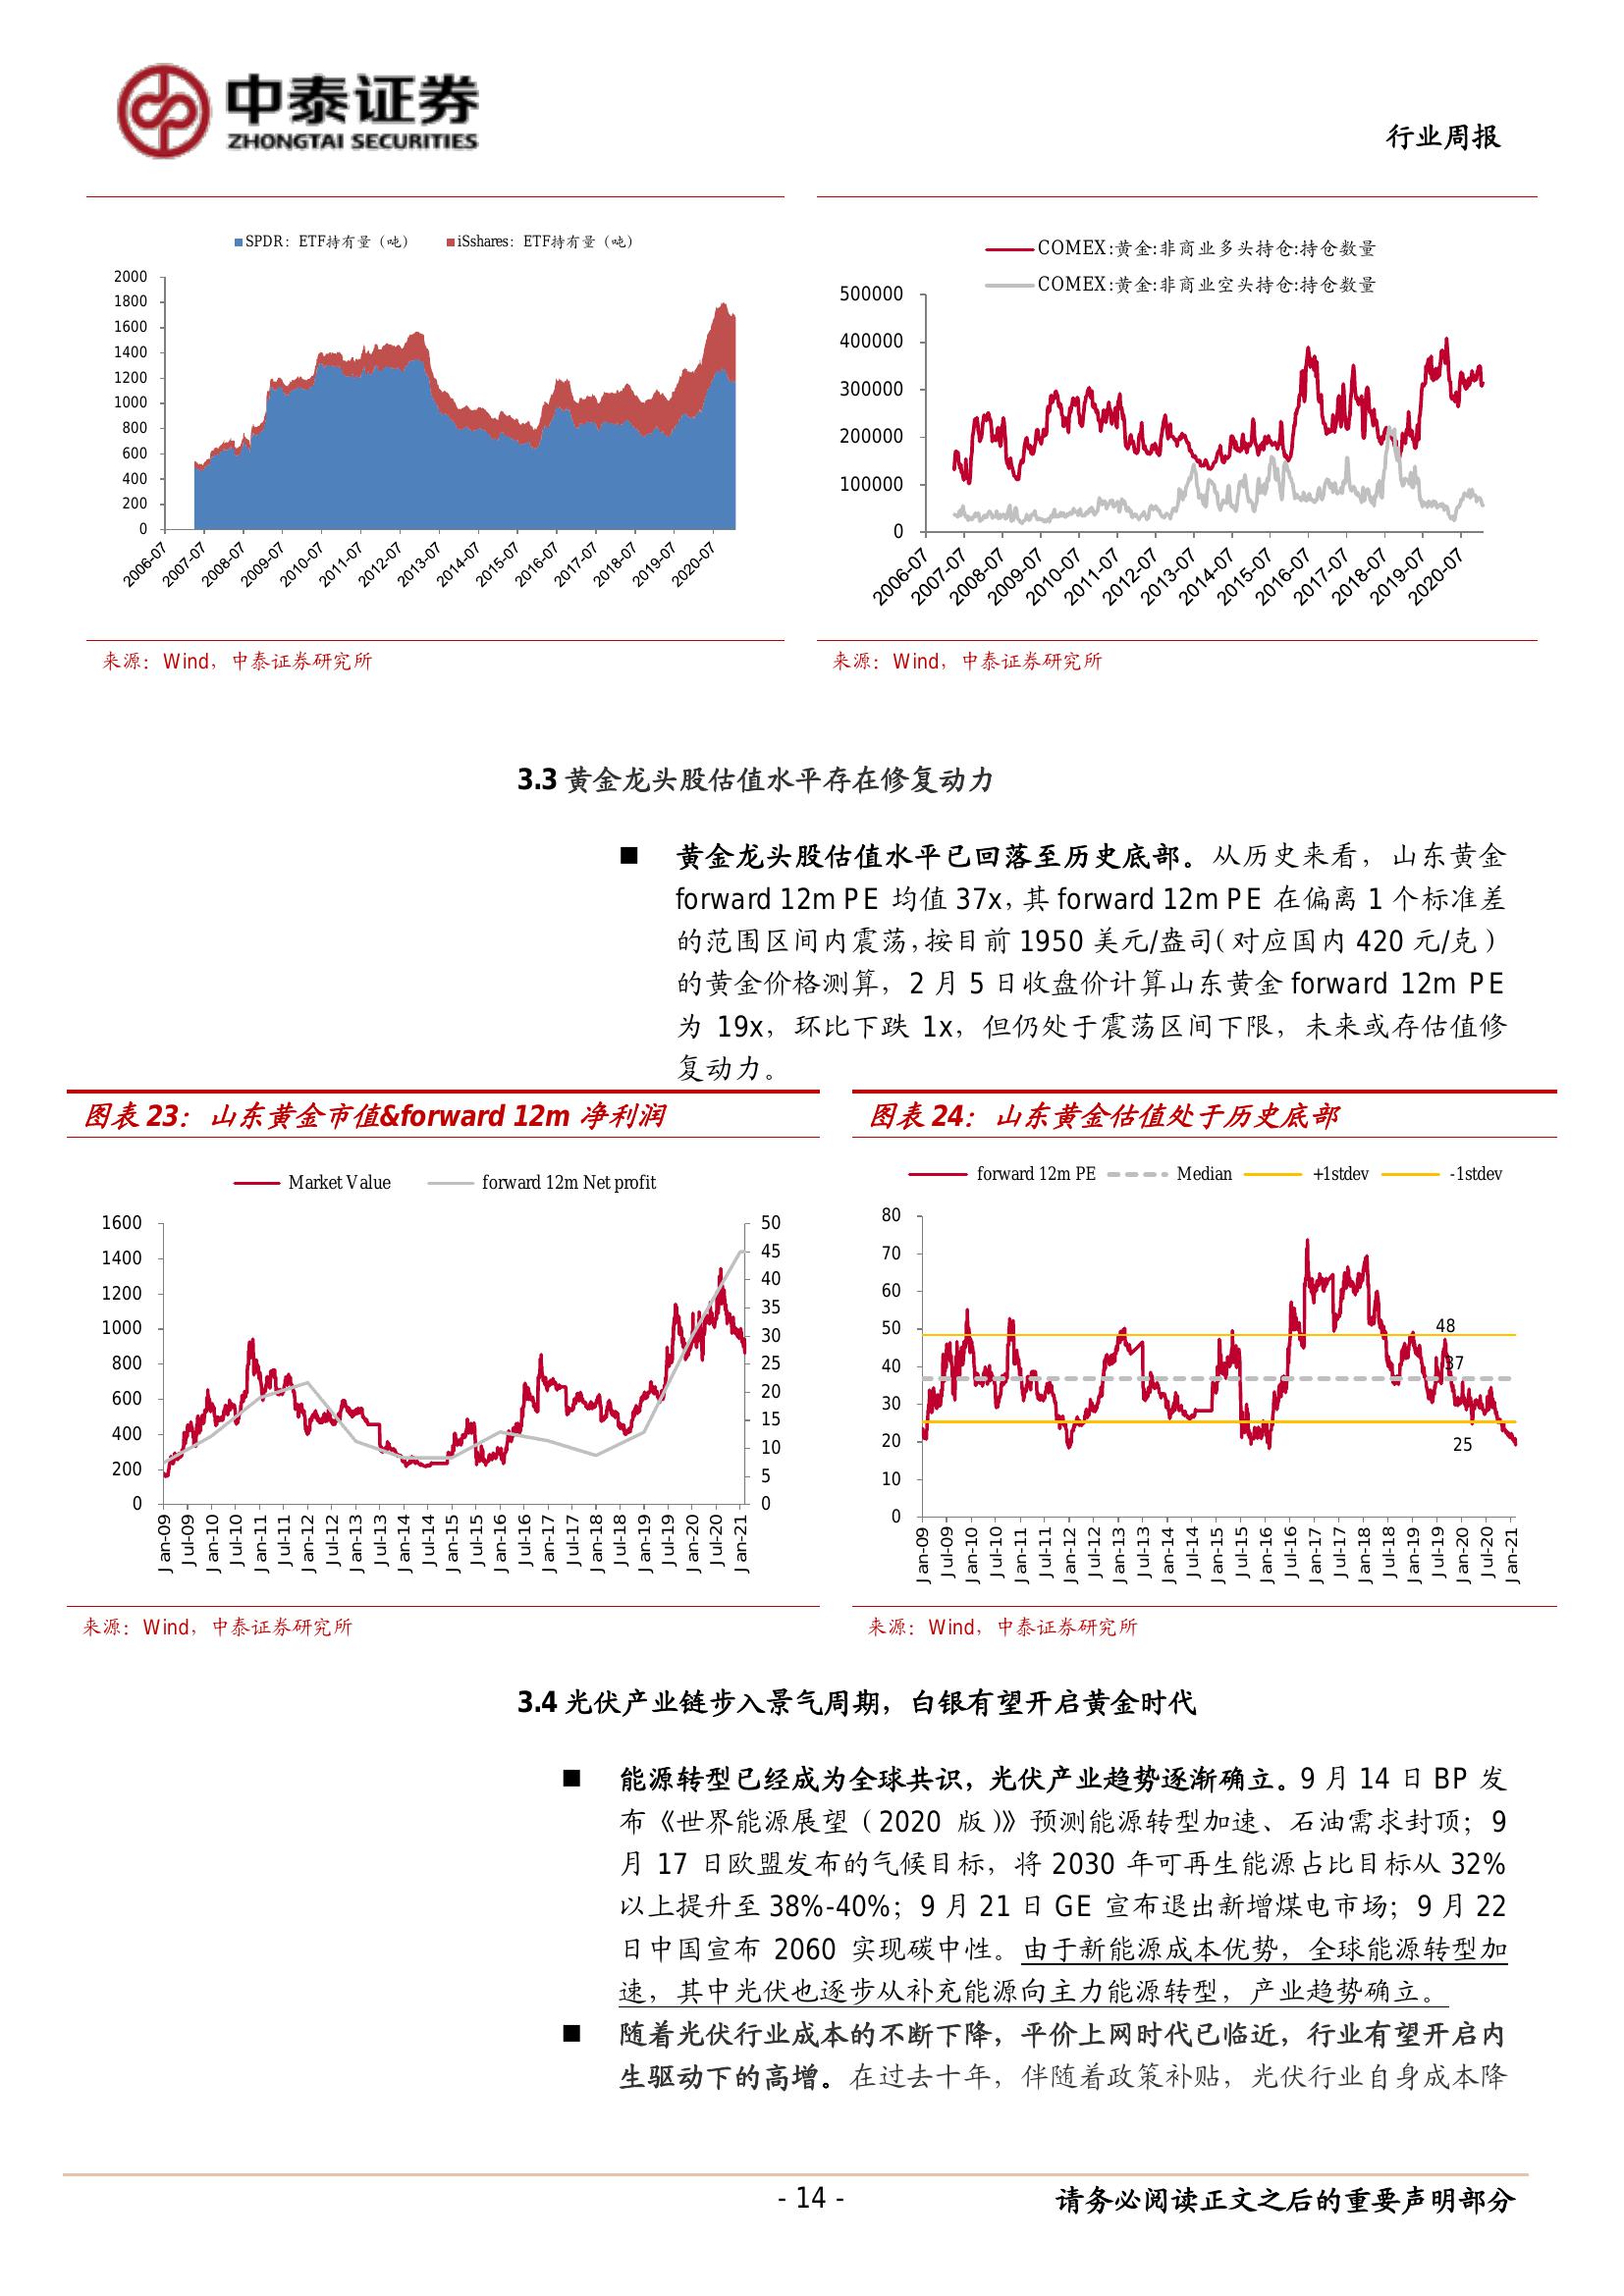 中泰证券
ZHONGTAI SECURITIES
行业周报
SPDR：ETF持有量（吨） iSshares：ETF持有量（吨）
2000
1800
1600
1400
1200
1000
800
600
400
200
0
2006-07 2007-07 2008-07 2009-07 2010-07 2011-07 2012-07 2013-07 2014-07 2015-07 2016-07 2017-07 2018-07 2019-07 2020-07
来源：Wind，中泰证券研究所
COMEX:黄金:非商业多头持仓:持仓数量
COMEX:黄金:非商业空头持仓:持仓数量
500000
400000
300000
200000
100000
0
2006-07 2007-07 2008-07 2009-07 2010-07 2011-07 2012-07 2013-07 2014-07 2015-07 2016-07 2017-07 2018-07 2019-07 2020-07
来源：Wind，中泰证券研究所
3.3 黄金龙头股估值水平存在修复动力
■ 黄金龙头股估值水平已回落至历史底部。从历史来看，山东黄金
forward 12m PE 均值 37x，其 forward 12m PE 在偏离 1 个标准差
的范围区间内震荡，按目前 1950 美元/盎司（对应国内 420 元/克）
的黄金价格测算，2 月 5 日收盘价计算山东黄金 forward 12m PE
为 19x，环比下跌 1x，但仍处于震荡区间下限，未来或存估值修
复动力。
图表 23：山东黄金市值&forward 12m 净利润
Market Value forward 12m Net profit
1600
1400
1200
1000
800
600
400
200
0
50
45
40
35
30
25
20
15
10
5
0
Jan-09 Jul-09 Jan-10 Jul-10 Jan-11 Jul-11 Jan-12 Jul-12 Jan-13 Jul-13 Jan-14 Jul-14 Jan-15 Jul-15 Jan-16 Jul-16 Jan-17 Jul-17 Jan-18 Jul-18 Jan-19 Jul-19 Jan-20 Jul-20 Jan-21
来源：Wind，中泰证券研究所
图表 24：山东黄金估值处于历史底部
forward 12m PE Median +1stdev -1stdev
80
70
60
50
40
30
20
10
0
48
37
25
Jan-09 Jul-09 Jan-10 Jul-10 Jan-11 Jul-11 Jan-12 Jul-12 Jan-13 Jul-13 Jan-14 Jul-14 Jan-15 Jul-15 Jan-16 Jul-16 Jan-17 Jul-17 Jan-18 Jul-18 Jan-19 Jul-19 Jan-20 Jul-20 Jan-21
来源：Wind，中泰证券研究所
3.4 光伏产业链步入景气周期，白银有望开启黄金时代
■ 能源转型已经成为全球共识，光伏产业趋势逐渐确立。9 月 14 日 BP 发
布《世界能源展望（2020 版）》预测能源转型加速、石油需求封顶；9
月 17 日欧盟发布的气候目标，将 2030 年可再生能源占比目标从 32%
以上提升至 38%-40%；9 月 21 日 GE 宣布退出新增煤电市场；9 月 22
日中国宣布 2060 实现碳中性。由于新能源成本优势，全球能源转型加
速，其中光伏也逐步从补充能源向主力能源转型，产业趋势确立。
■ 随着光伏行业成本的不断下降，平价上网时代已临近，行业有望开启内
生驱动下的高增。在过去十年，伴随着政策补贴，光伏行业自身成本降
- 14 -
请务必阅读正文之后的重要声明部分